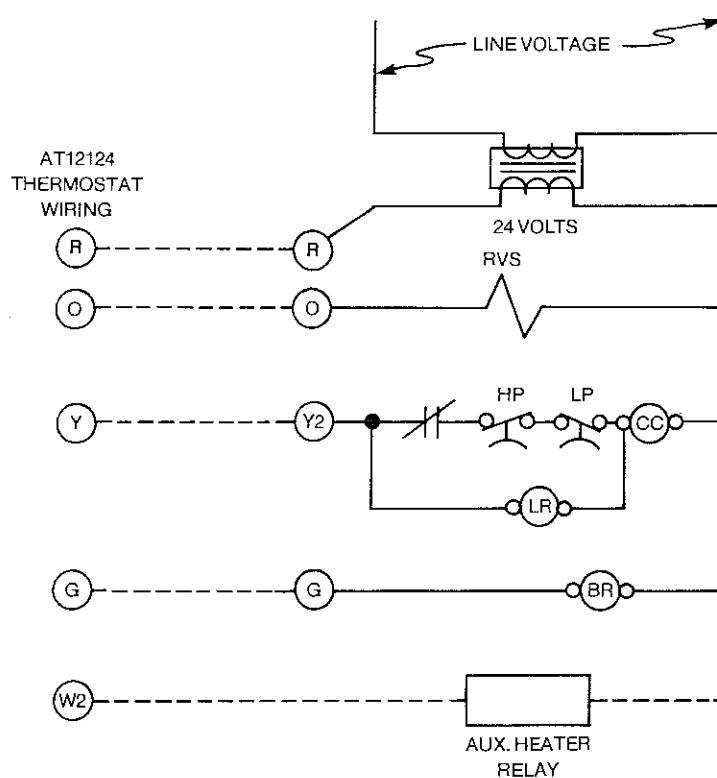 LINE VOLTAGE
AT12124
THERMOSTAT
WIRING
24 VOLTS
R
R
RVS
O
O
HP
LP
Y
Y2
CC
LR
G
G
BR
W2
AUX. HEATER
RELAY